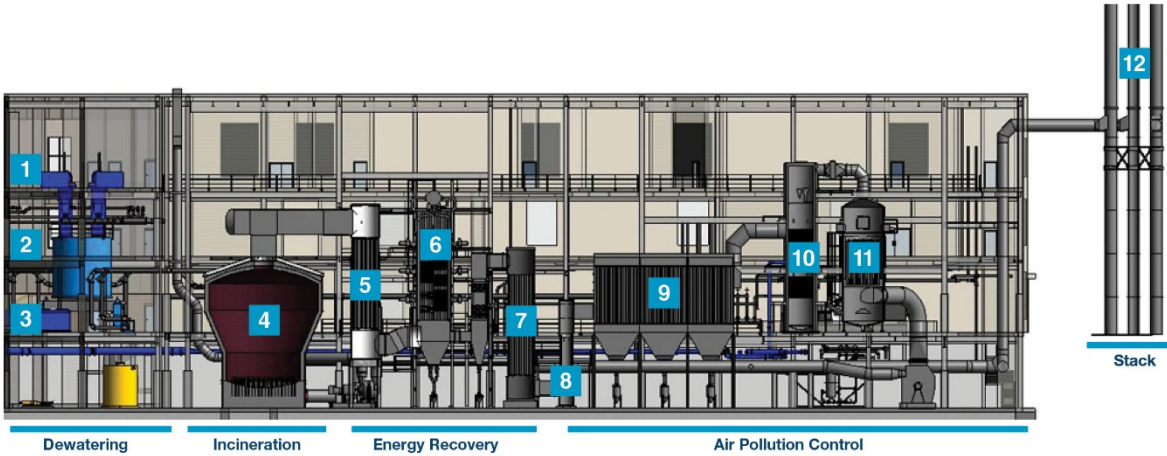 12
1
2
6
10
11
5
9
3
4
7
8
Stack
Dewatering
Incineration
Energy Recovery
Air Pollution Control